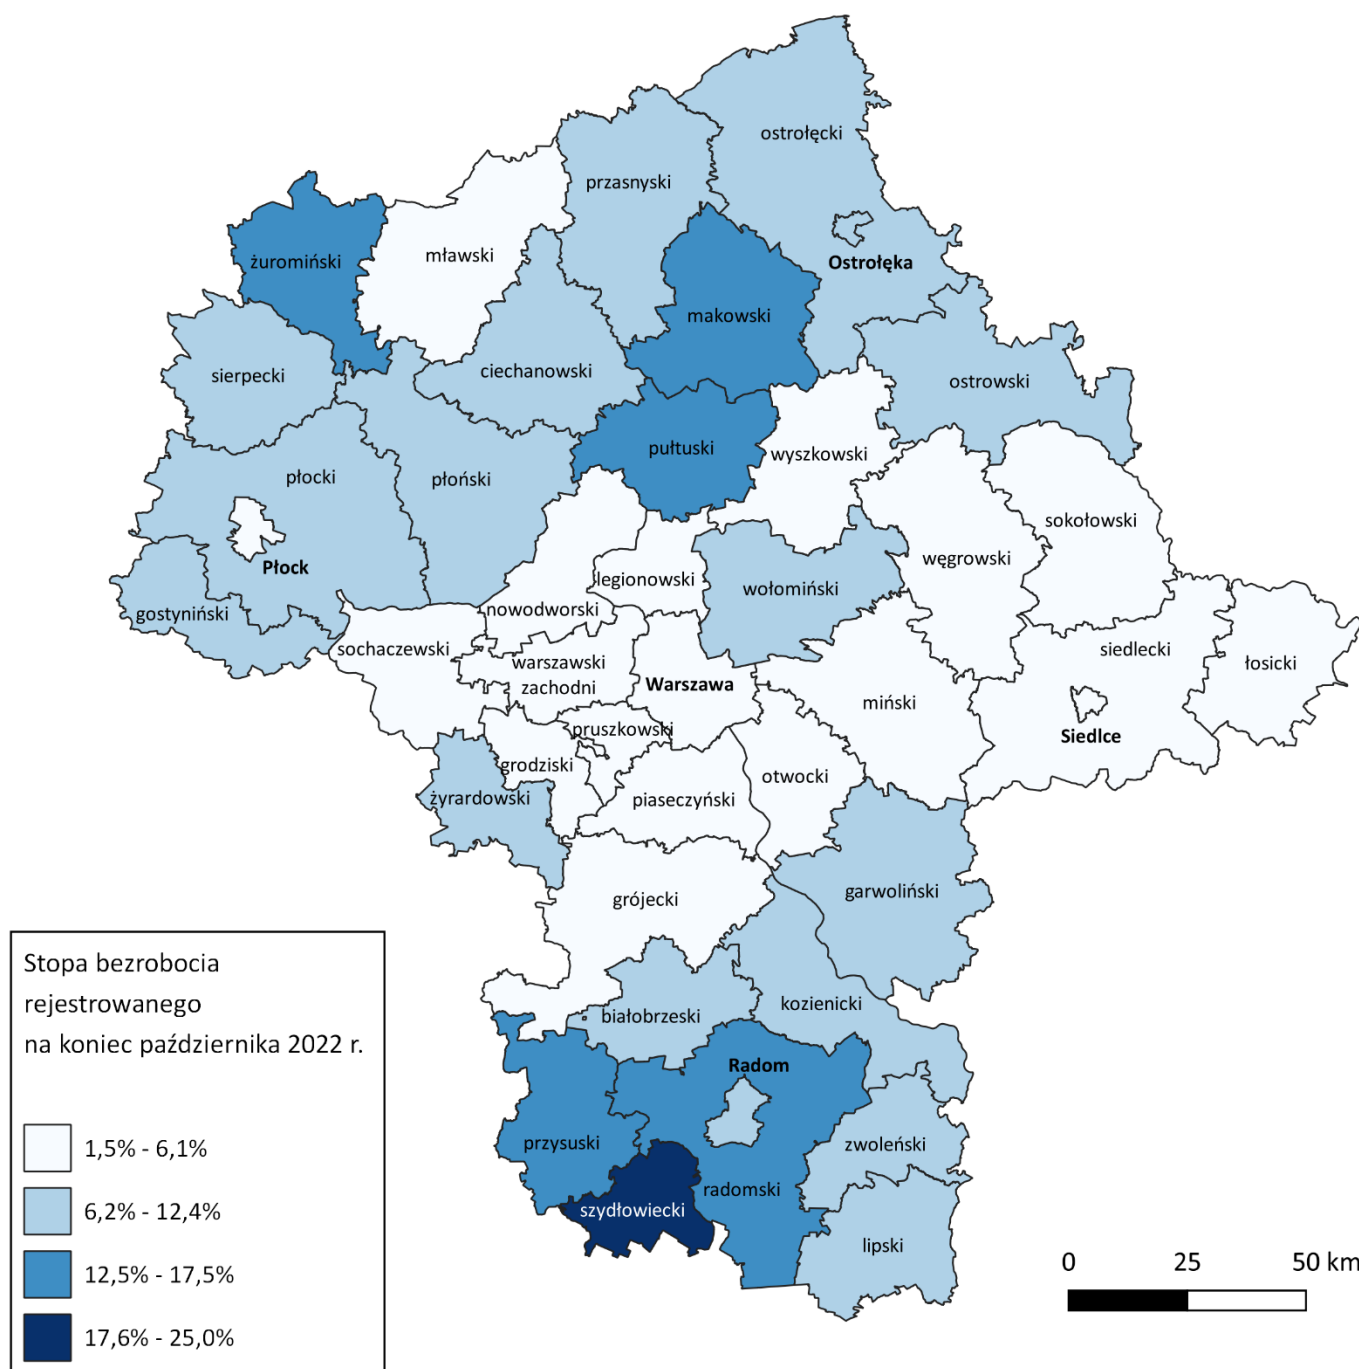 ostrołęcki
przasnyski
mławski
żuromiński
Ostrołęka
makowski
ciechanowski
sierpecki
ostrowski
pułtuski
wyszkowski
płocki
płoński
sokołowski
węgrowski
Płock
legionowski
wołomiński
gostyniński
nowodworski
sochaczewski
warszawski
zachodni
Warszawa
siedlecki
łosicki
miński
Siedlce
pruszkowski
grodziski
otwocki
żyrardowski
piaseczyński
garwoliński
grójecki
kozienicki
białobrzeski
Radom
przysuski
zwoleński
radomski
szydłowiecki
lipski
Stopa bezrobocia
rejestrowanego
na koniec października 2022 r.
1,5% - 6,1%
6,2% - 12,4%
12,5% - 17,5%
17,6% - 25,0%
0 25 50 km